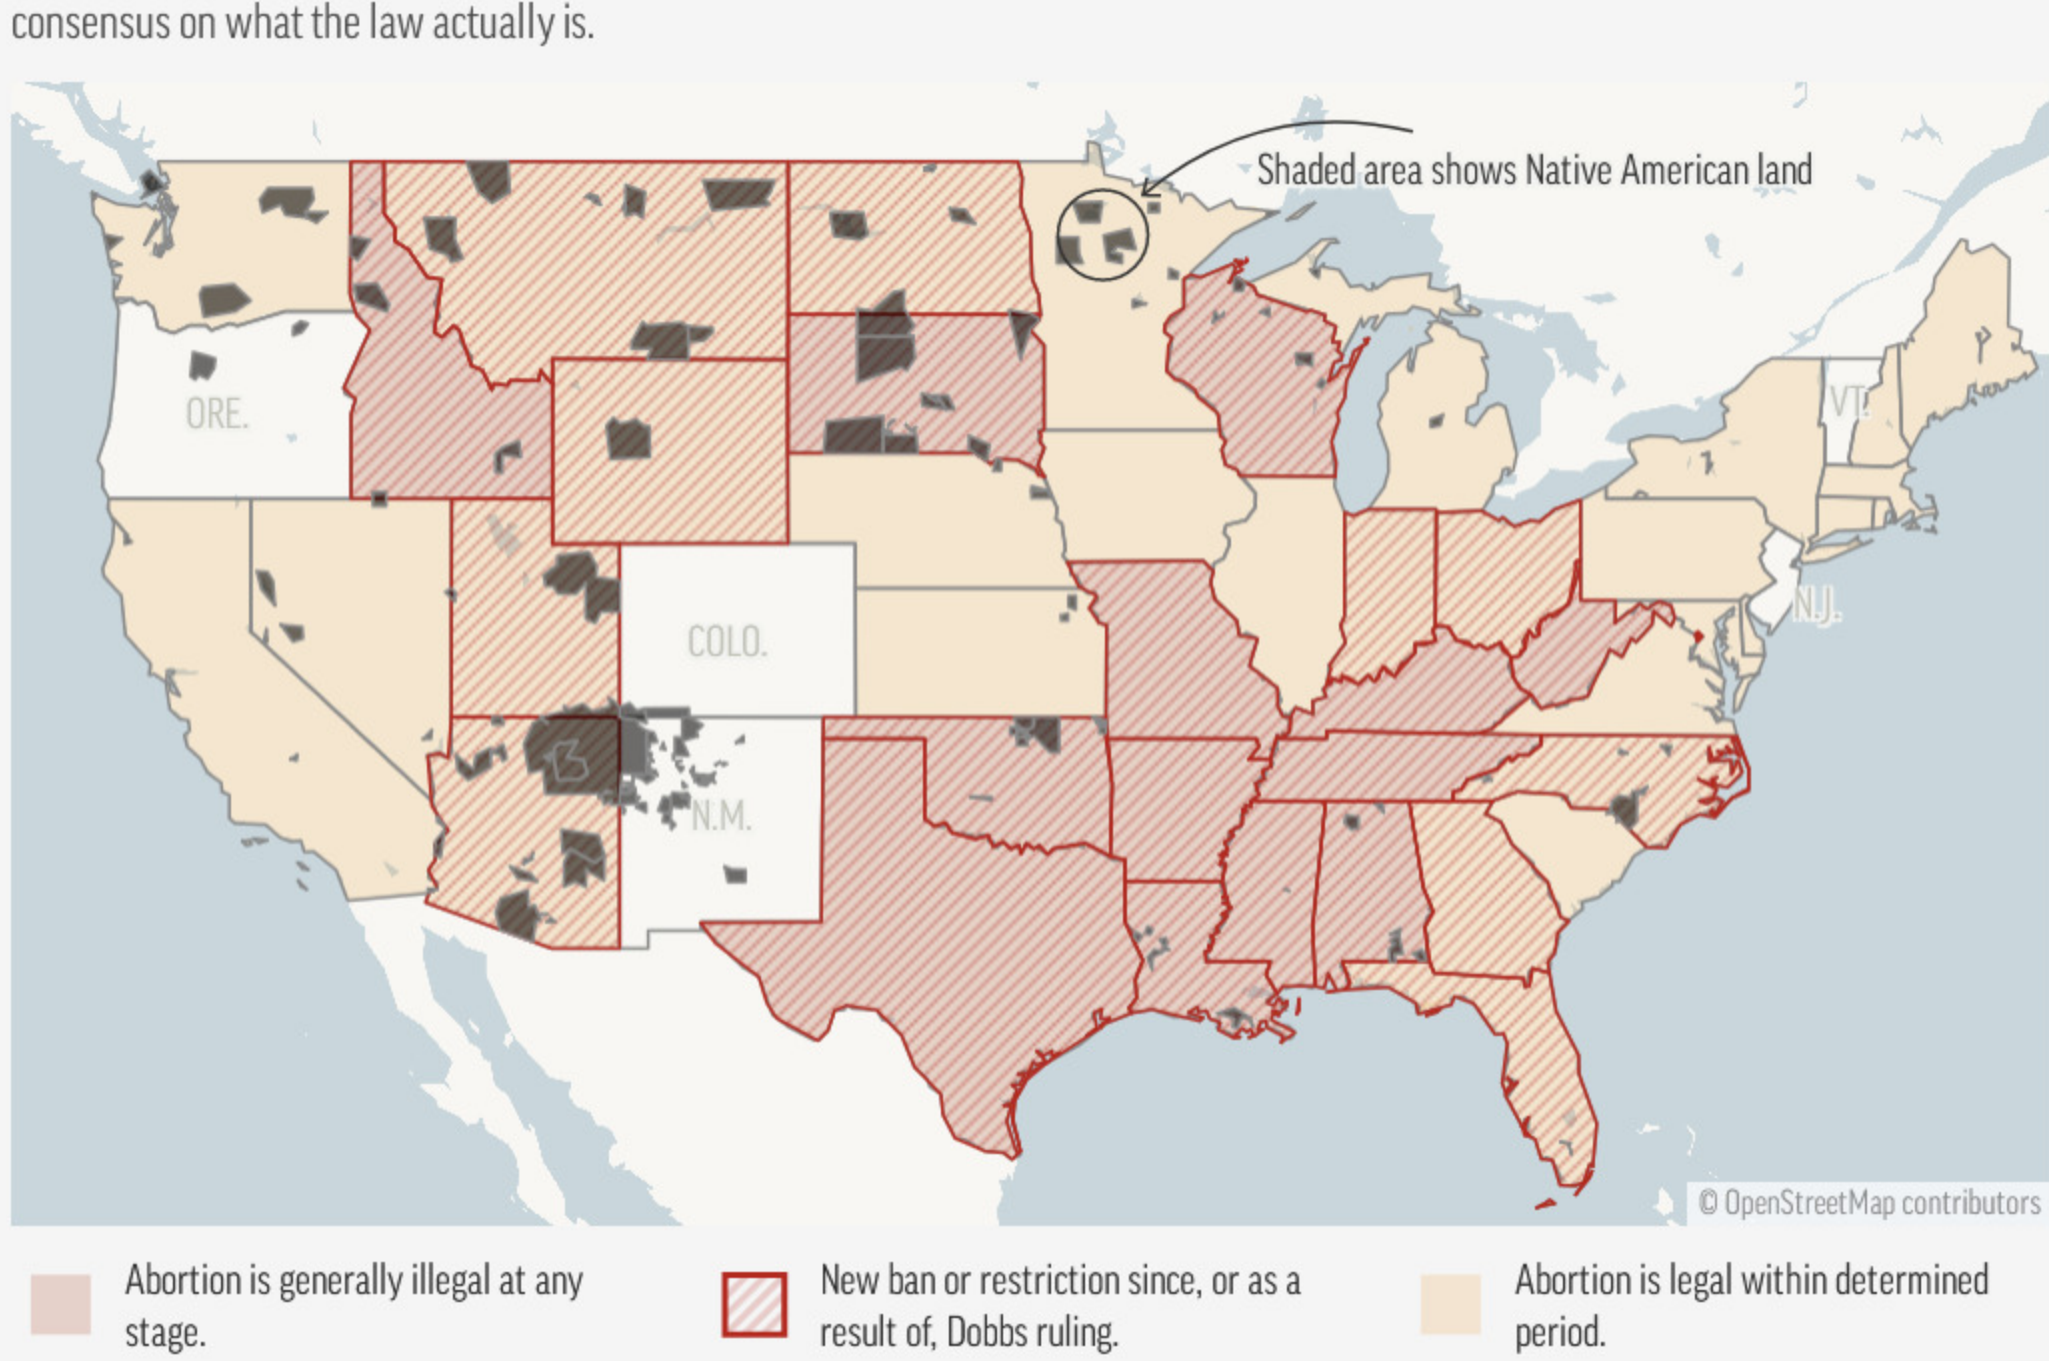 consensus on what the law actually is.
Shaded area shows Native American land
ORE.
VT.
COLO.
N.J.
N.M.
© OpenStreetMap contributors
Abortion is generally illegal at any
stage.
New ban or restriction since, or as a
result of, Dobbs ruling.
Abortion is legal within determined
period.